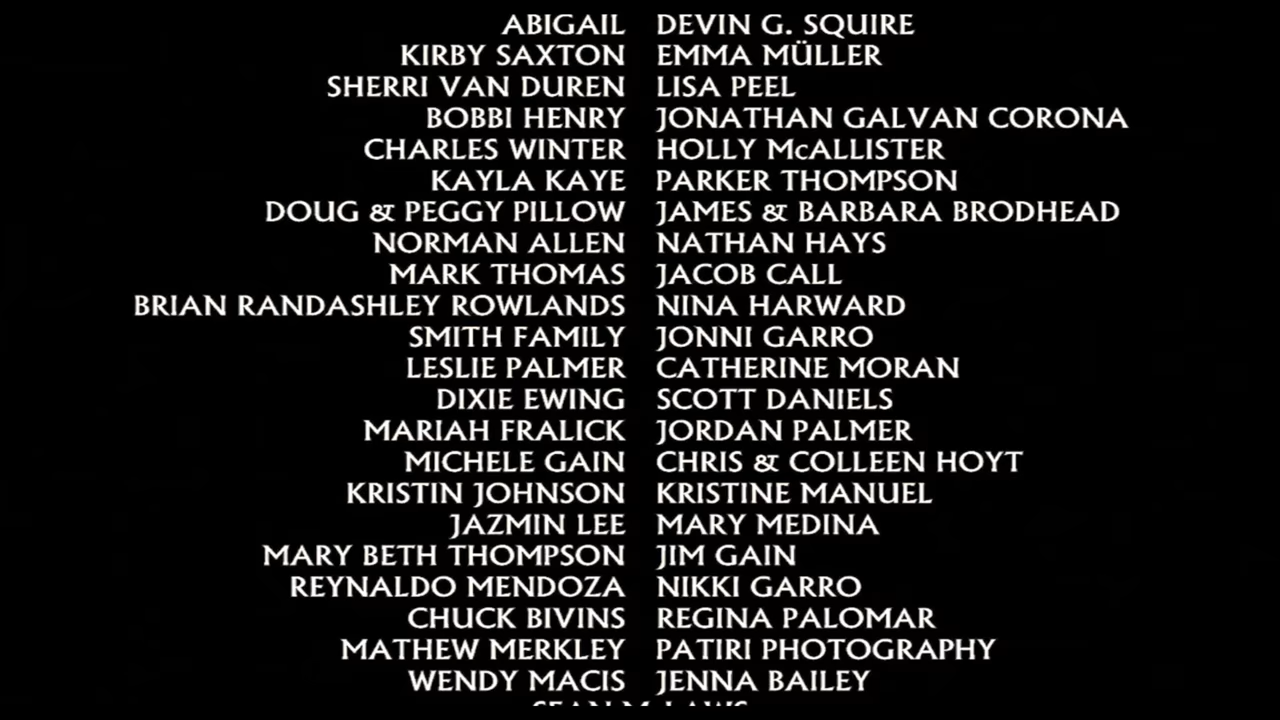 ABIGAIL DEVIN G. SQUIRE
KIRBY SAXTON EMMA MÜLLER
SHERRI VAN DUREN LISA PEEL
BOBBI HENRY JONATHAN GALVAN CORONA
CHARLES WINTER HOLLY McALLISTER
KAYLA KAYE PARKER THOMPSON
DOUG & PEGGY PILLOW JAMES & BARBARA BRODHEAD
NORMAN ALLEN NATHAN HAYS
MARK THOMAS JACOB CALL
BRIAN RANDASHLEY ROWLANDS NINA HARWARD
SMITH FAMILY JONNI GARRO
LESLIE PALMER CATHERINE MORAN
DIXIE EWING SCOTT DANIELS
MARIAH FRALICK JORDAN PALMER
MICHELE GAIN CHRIS & COLLEEN HOYT
KRISTIN JOHNSON KRISTINE MANUEL
JAZMIN LEE MARY MEDINA
MARY BETH THOMPSON JIM GAIN
REYNALDO MENDOZA NIKKI GARRO
CHUCK BIVINS REGINA PALOMAR
MATHEW MERKLEY PATIRI PHOTOGRAPHY
WENDY MACIS JENNA BAILEY